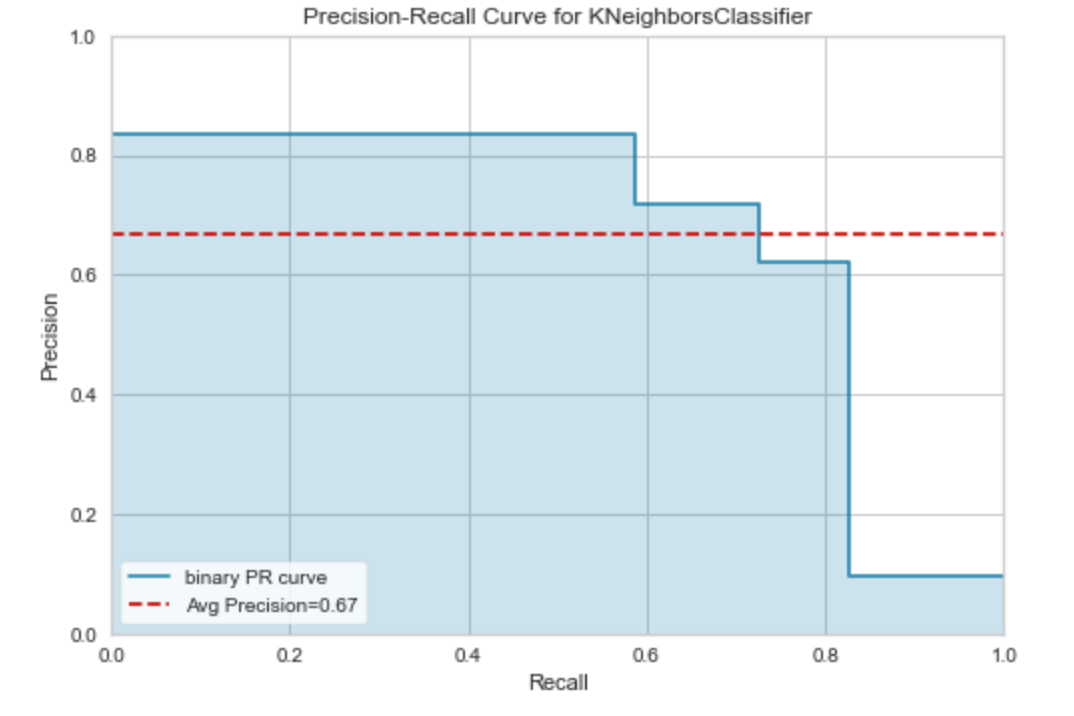 Precision-Recall Curve for KNeighborsClassifier
1.0
0.8
0.6
0.4
0.2
0.0
Precision
binary PR curve
Avg Precision=0.67
0.0 0.2 0.4 0.6 0.8 1.0
Recall